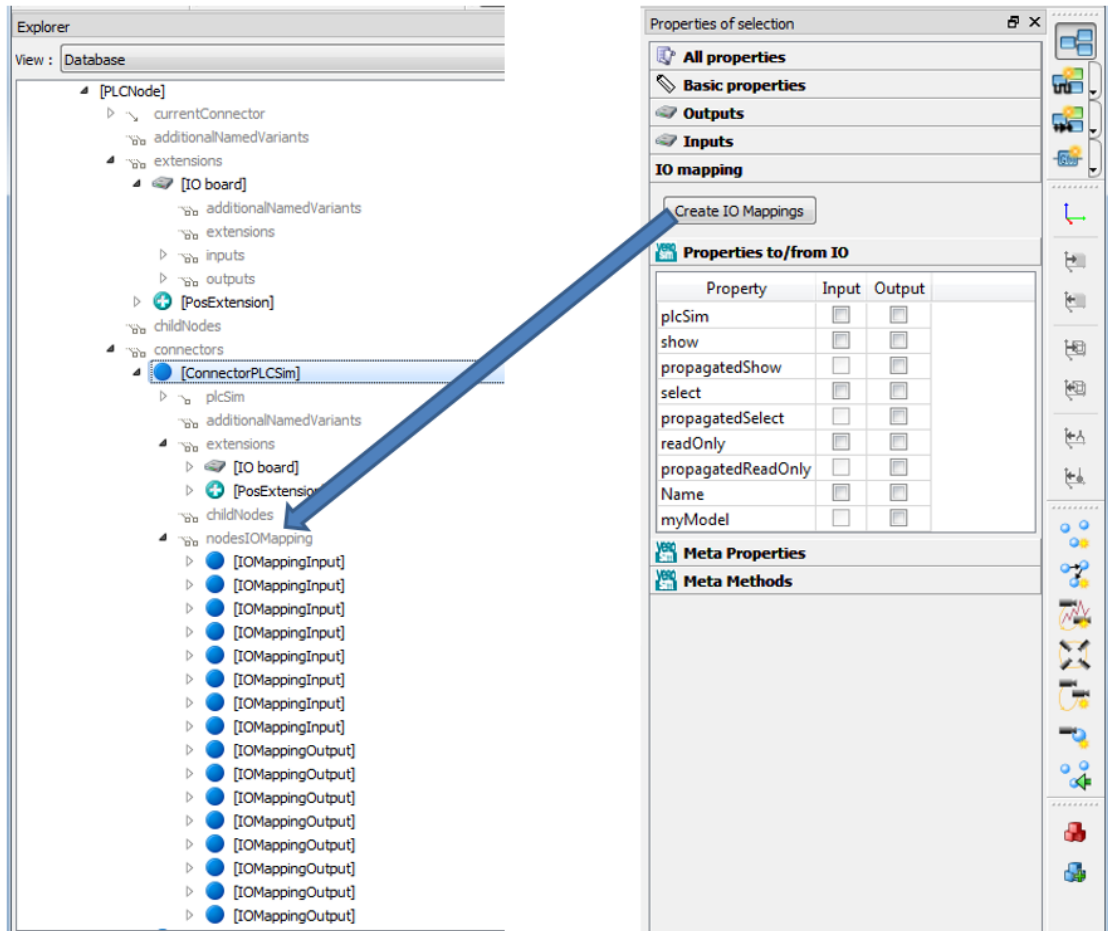 Explorer
View : Database
[PLCNode]
currentConnector
additionalNamedVariants
extensions
[IO board]
additionalNamedVariants
extensions
inputs
outputs
[PosExtension]
childNodes
connectors
[ConnectorPLCSim]
plcSim
additionalNamedVariants
extensions
[IO board]
[PosExtension
childNodes
nodesIOMapping
[IOMappingInput]
[IOMappingInput]
[IOMappingInput]
[IOMappingInput]
[IOMappingInput]
[IOMappingInput]
[IOMappingInput]
[IOMappingInput]
[IOMappingOutput]
[IOMappingOutput]
[IOMappingOutput]
[IOMappingOutput]
[IOMappingOutput]
[IOMappingOutput]
[IOMappingOutput]
[IOMappingOutput]
Properties of selection
All properties
Basic properties
Outputs
Inputs
IO mapping
Create IO Mappings
Properties to/from IO
Property Input Output
plcSim
show
propagatedShow
select
propagatedSelect
readOnly
propagatedReadOnly
Name
myModel
Meta Properties
Meta Methods